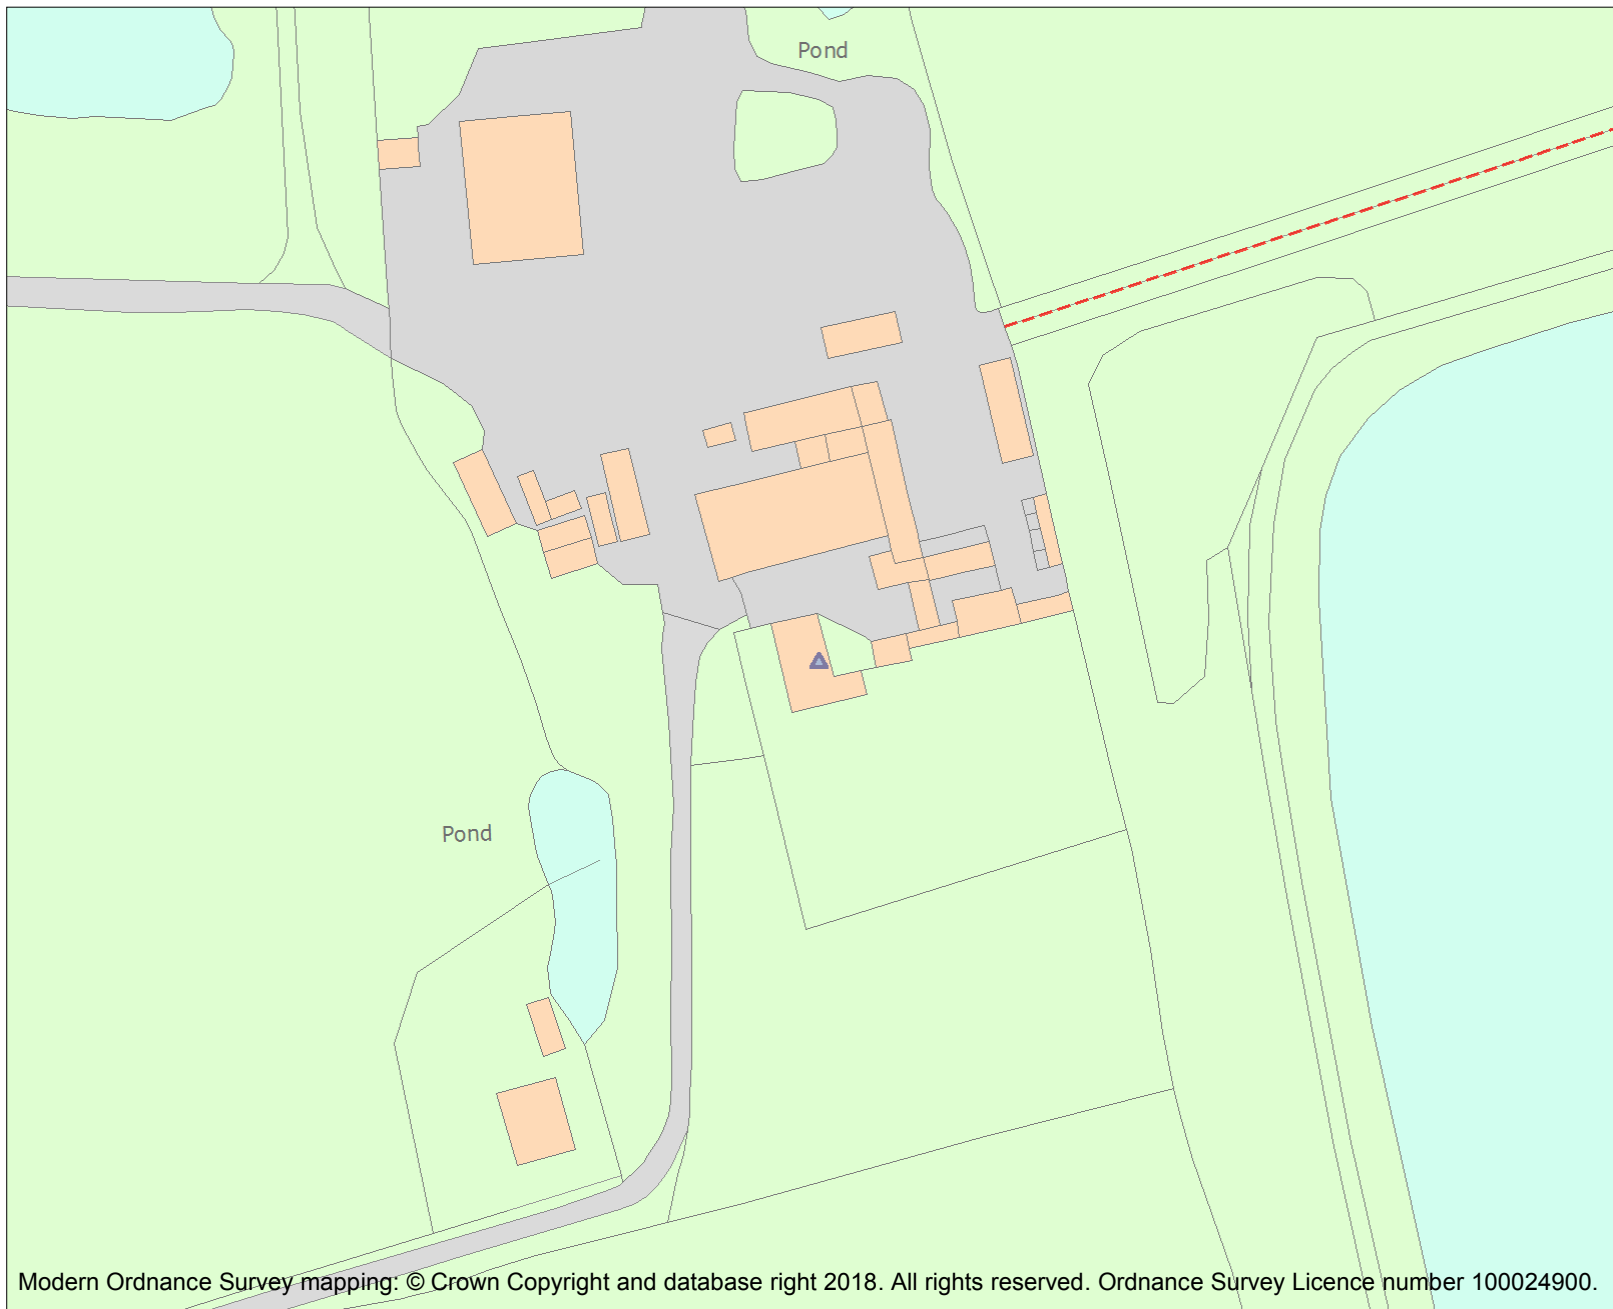 Pond
Pond
Modern Ordnance Survey mapping: © Crown Copyright and database right 2018. All rights reserved. Ordnance Survey Licence number 100024900.